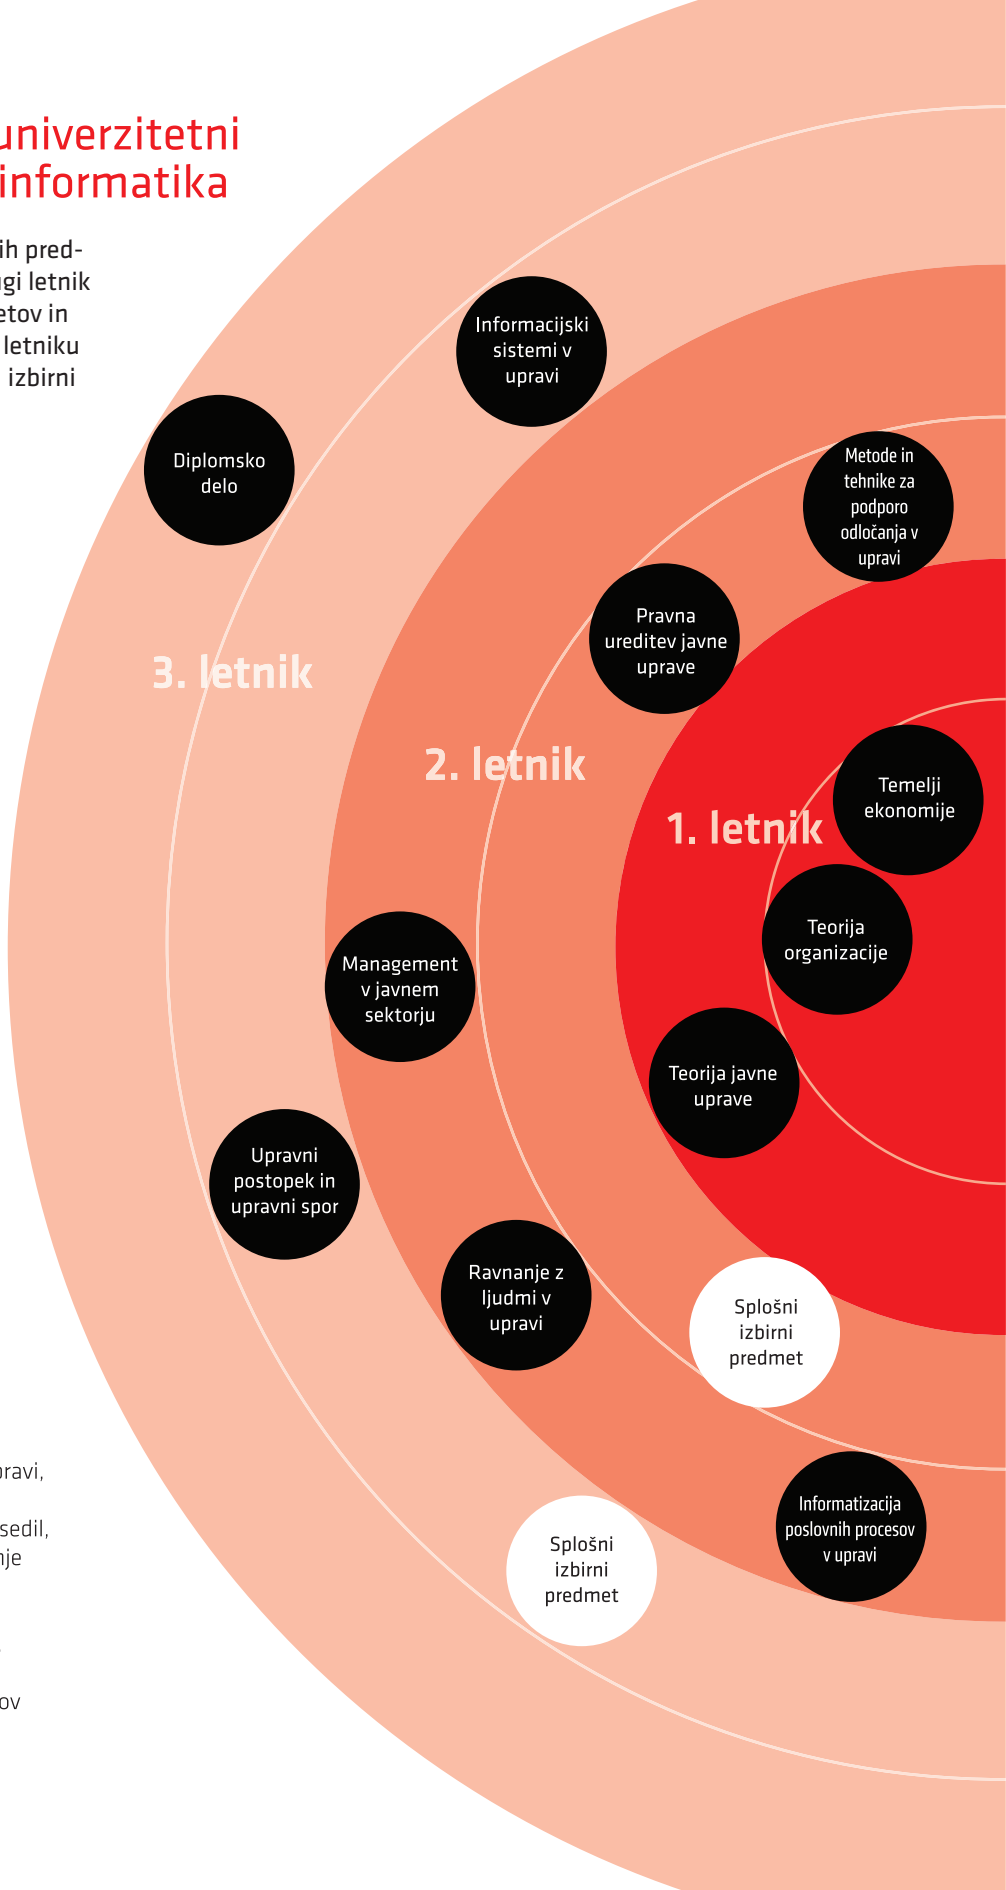 univerzitetni
informatika
ih pred-
gi letnik
etov in
letniku
izbirni
Informacijski
sistemi v
upravi
Diplomsko
delo
Metode in
tehnike za
podporo
odločanja v
upravi
Pravna
ureditev javne
uprave
3. letnik
2. letnik
1. letnik
Temelji
ekonomije
Teorija
organizacije
Management
v javnem
sektorju
Teorija javne
uprave
Upravni
postopek in
upravni spor
Ravnanje z
ljudmi v
upravi
Splošni
izbirni
predmet
Informatizacija
poslovnih procesov
v upravi
Splošni
izbirni
predmet
ravi,
sedil,
nje
ov